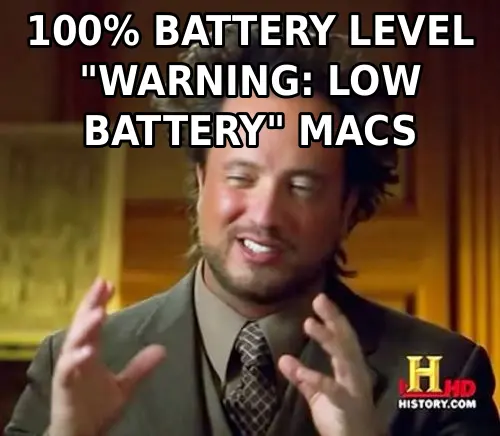 100% BATTERY LEVEL
"WARNING: LOW
BATTERY" MACS
H HD
HISTORY.COM